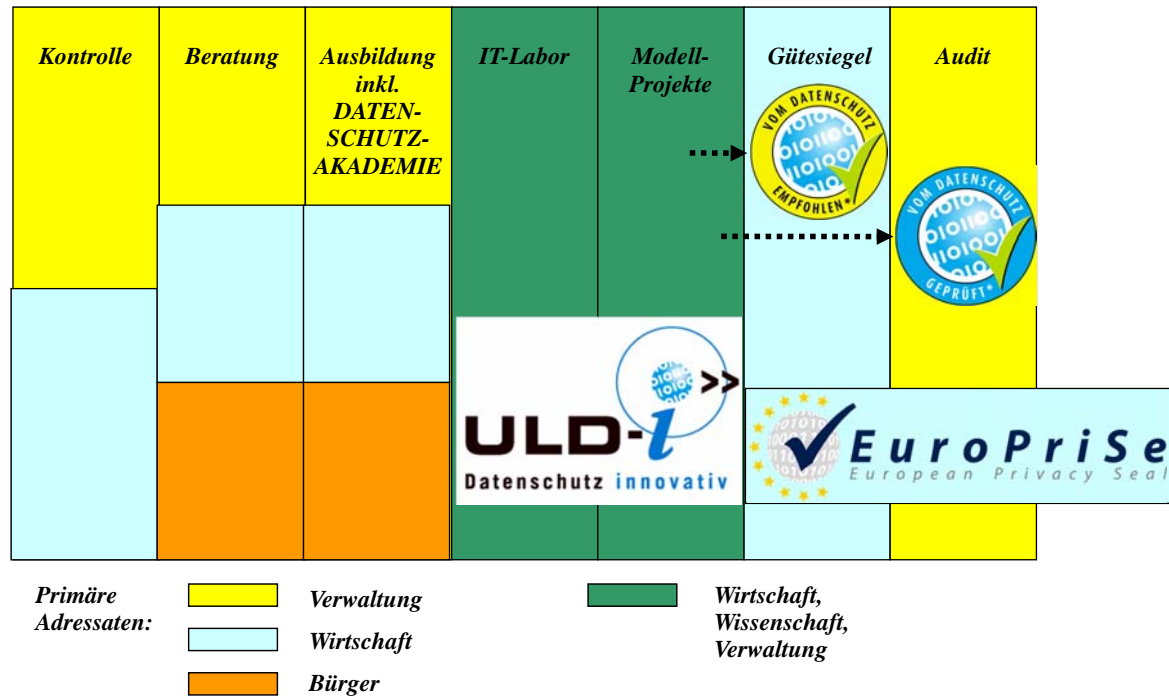 Kontrolle
Beratung
Ausbildung
inkl.
DATEN-
SCHUTZ-
AKADEMIE
IT-Labor
Modell-
Projekte
Gütesiegel
Audit
VOM DATENSCHUTZ
EMPFOHLEN*
VOM DATENSCHUTZ
GEPRÜFT*
ULD-i
Datenschutz innovativ
>>
EuroPriSe
European Privacy Seal
Primäre
Adressaten:
Verwaltung
Wirtschaft
Bürger
Wirtschaft,
Wissenschaft,
Verwaltung